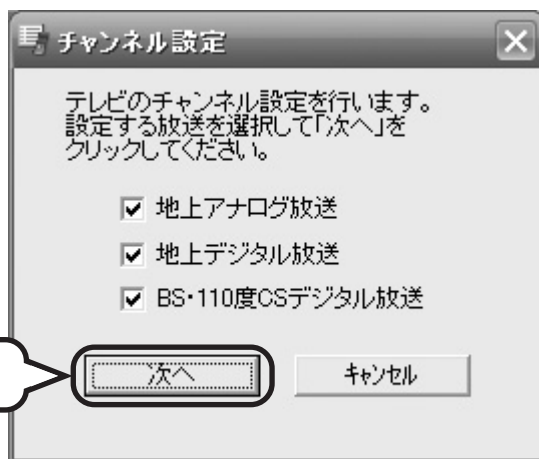 チャンネル設定
テレビのチャンネル設定を行います。
設定する放送を選択して「次へ」を
クリックしてください。
地上アナログ放送
地上デジタル放送
BS・110度CSデジタル放送
次へ
キャンセル